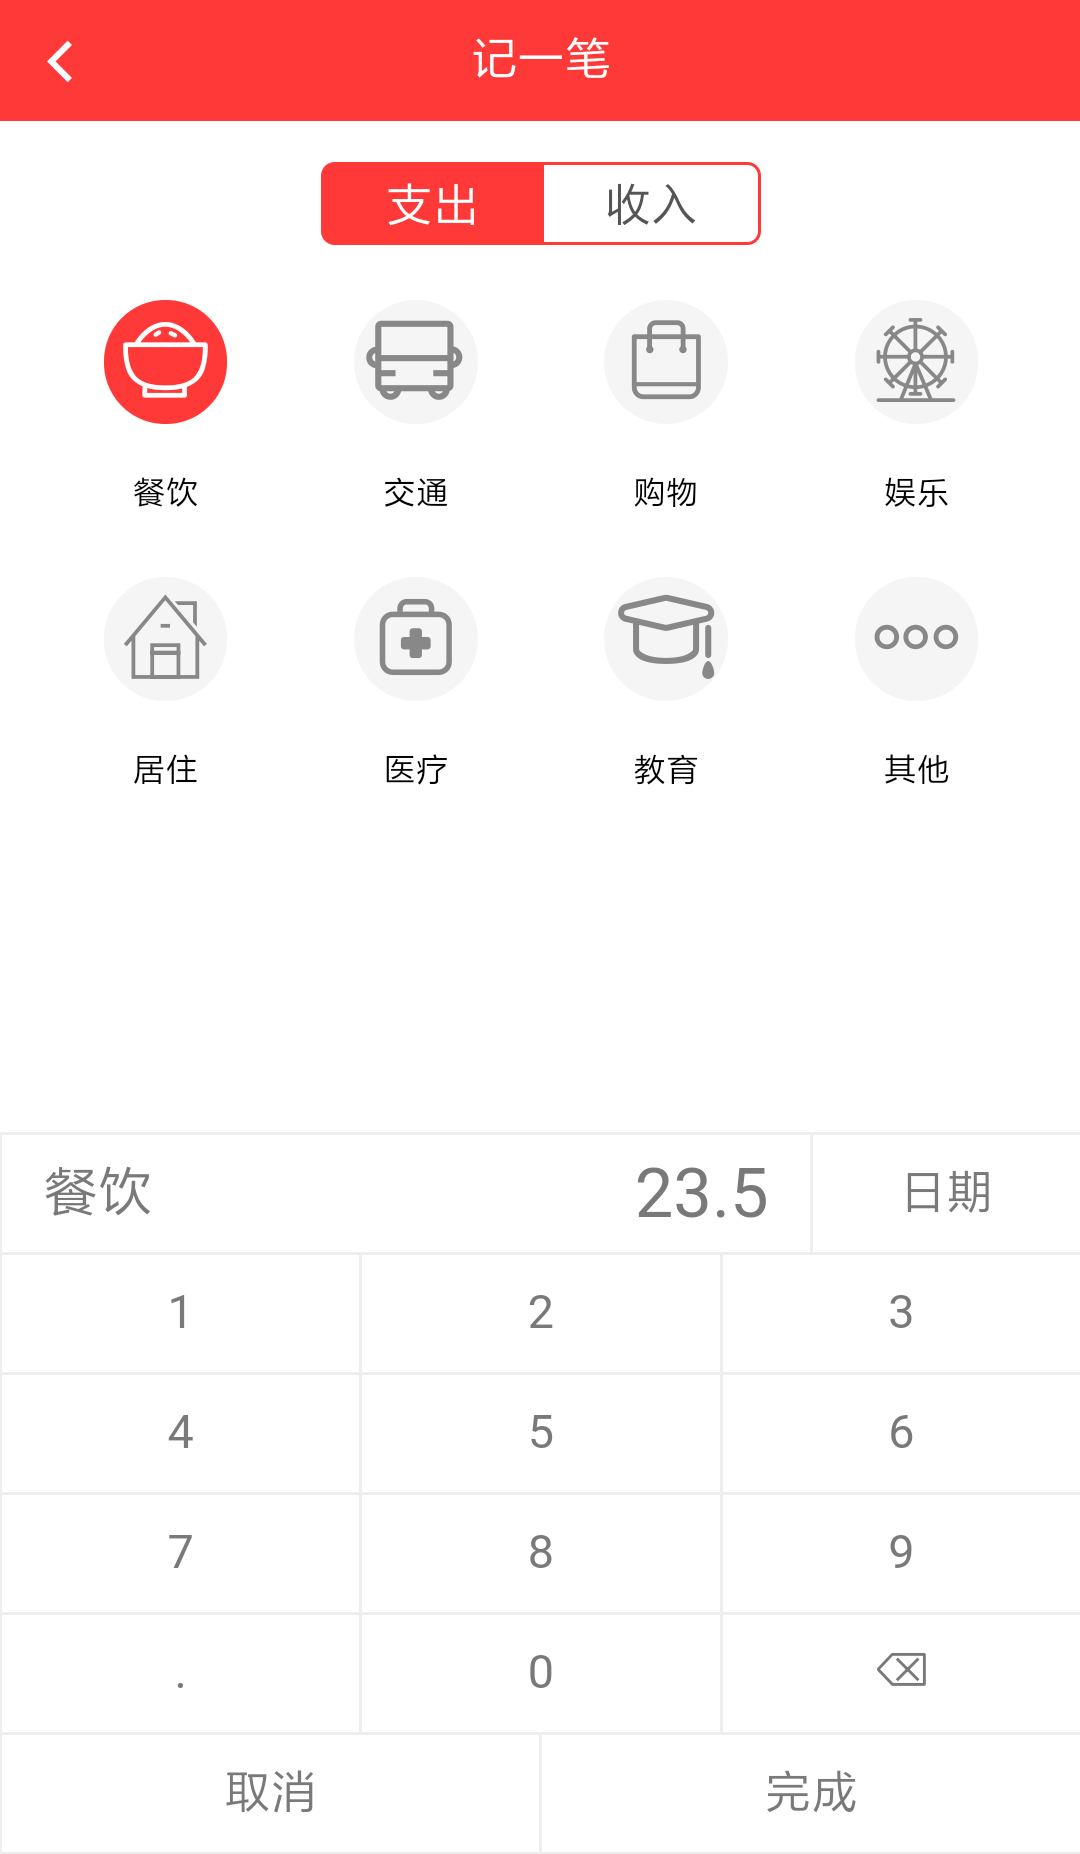 记一笔
支出 收入
餐饮 交通 购物 娱乐
居住 医疗 教育 其他
餐饮 23.5 日期
1 2 3
4 5 6
7 8 9
. 0
取消 完成